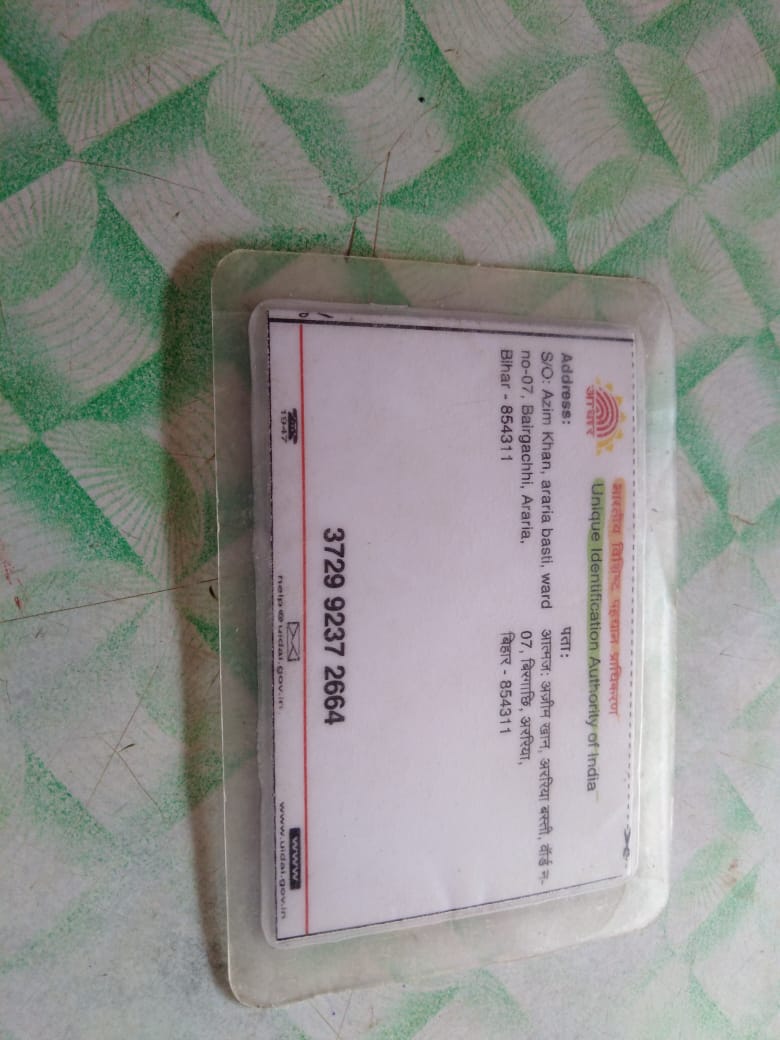 भारतीय विशिष्ट पहचान प्राधिकरण
Unique Identification Authority of India
आधार
Address:
S/O: Azim Khan, araria basti, ward
no-07, Bairgachhi, Araria,
Bihar - 854311
पता:
आत्मज: अज़ीम खान, अररिया बस्ती, वॉर्ड न-
07, बिरगाछि, अररिया,
बिहार - 854311
3729 9237 2664
1947
help@uidai.gov.in
www
www.uidai.gov.in